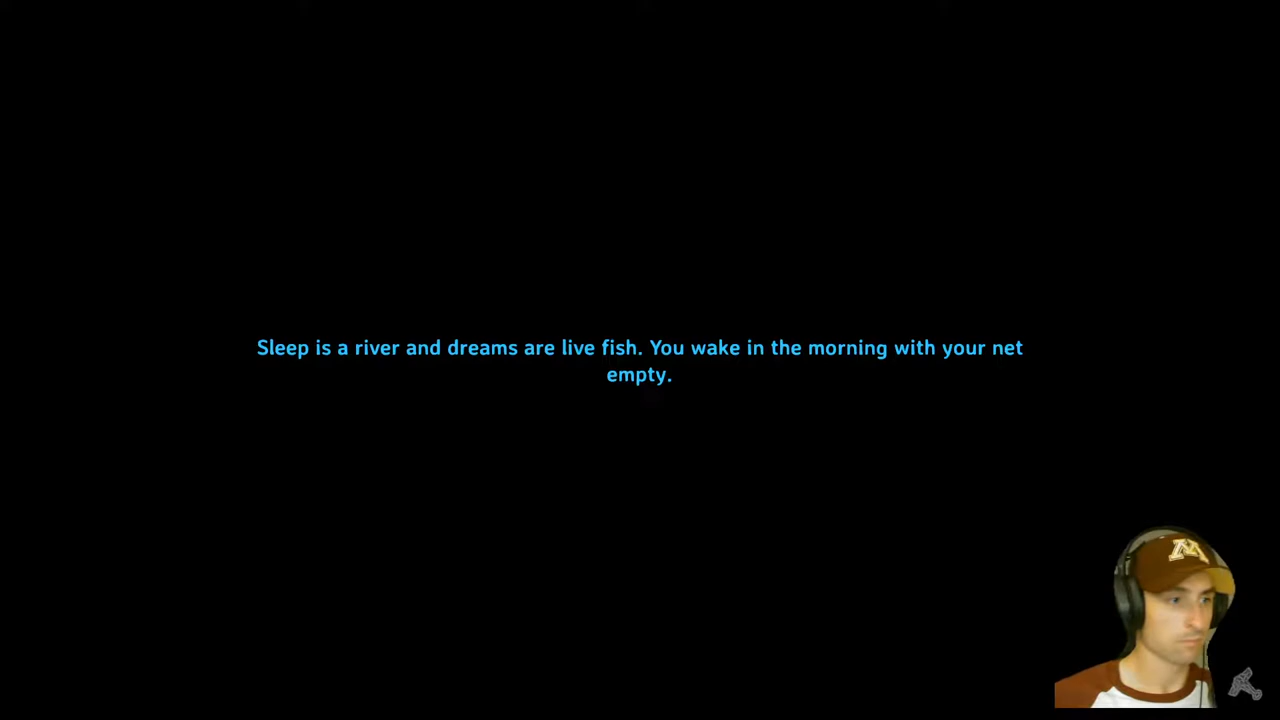 Sleep is a river and dreams are live fish. You wake in the morning with your net
empty.
M